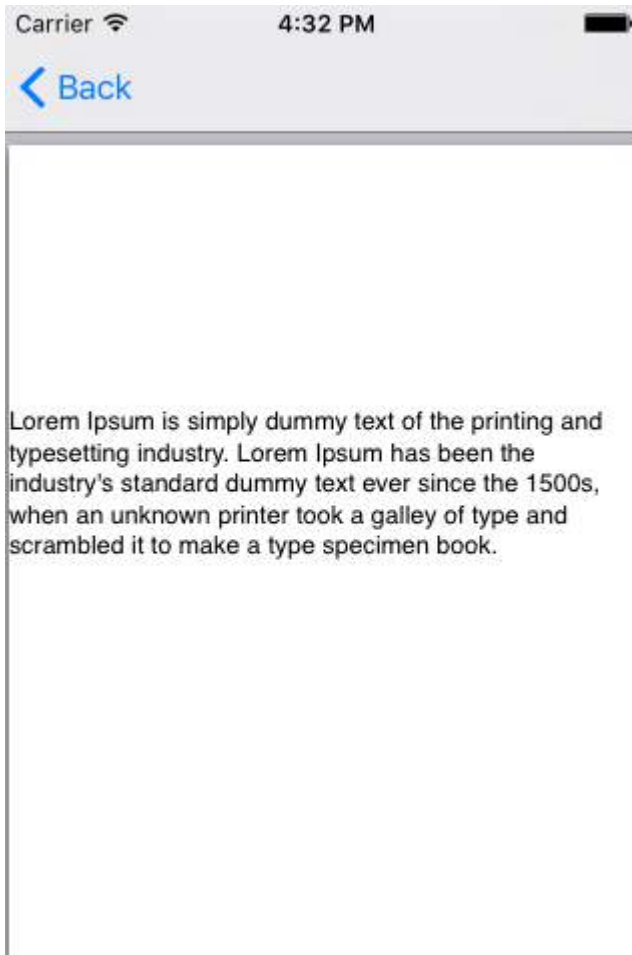 Carrier 4:32 PM
Back
Lorem Ipsum is simply dummy text of the printing and
typesetting industry. Lorem Ipsum has been the
industry's standard dummy text ever since the 1500s,
when an unknown printer took a galley of type and
scrambled it to make a type specimen book.